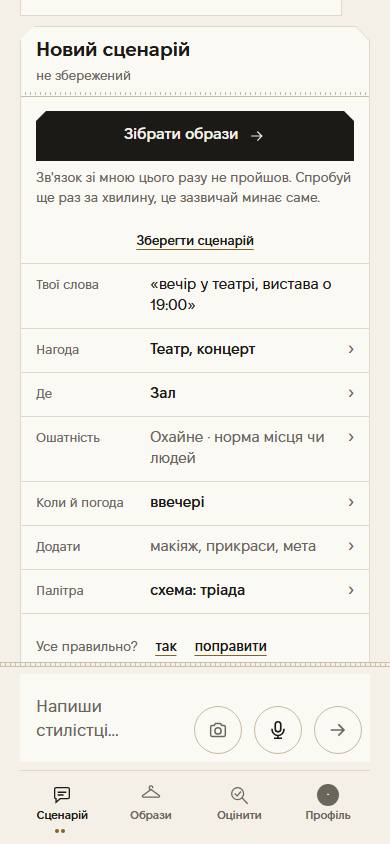 Новий сценарій
не збережений
Зібрати образи →
Зв'язок зі мною цього разу не пройшов. Спробуй
ще раз за хвилину, це зазвичай минає саме.
Зберегти сценарій
Твої слова «вечір у театрі, вистава о
19:00»
Нагода Театр, концерт ›
Де Зал ›
Ошатність Охайне · норма місця чи ›
людей
Коли й погода ввечері ›
Додати макіяж, прикраси, мета ›
Палітра схема: тріада ›
Усе правильно? так поправити
Напиши
стилістці...
Сценарій Образи Оцінити Профіль